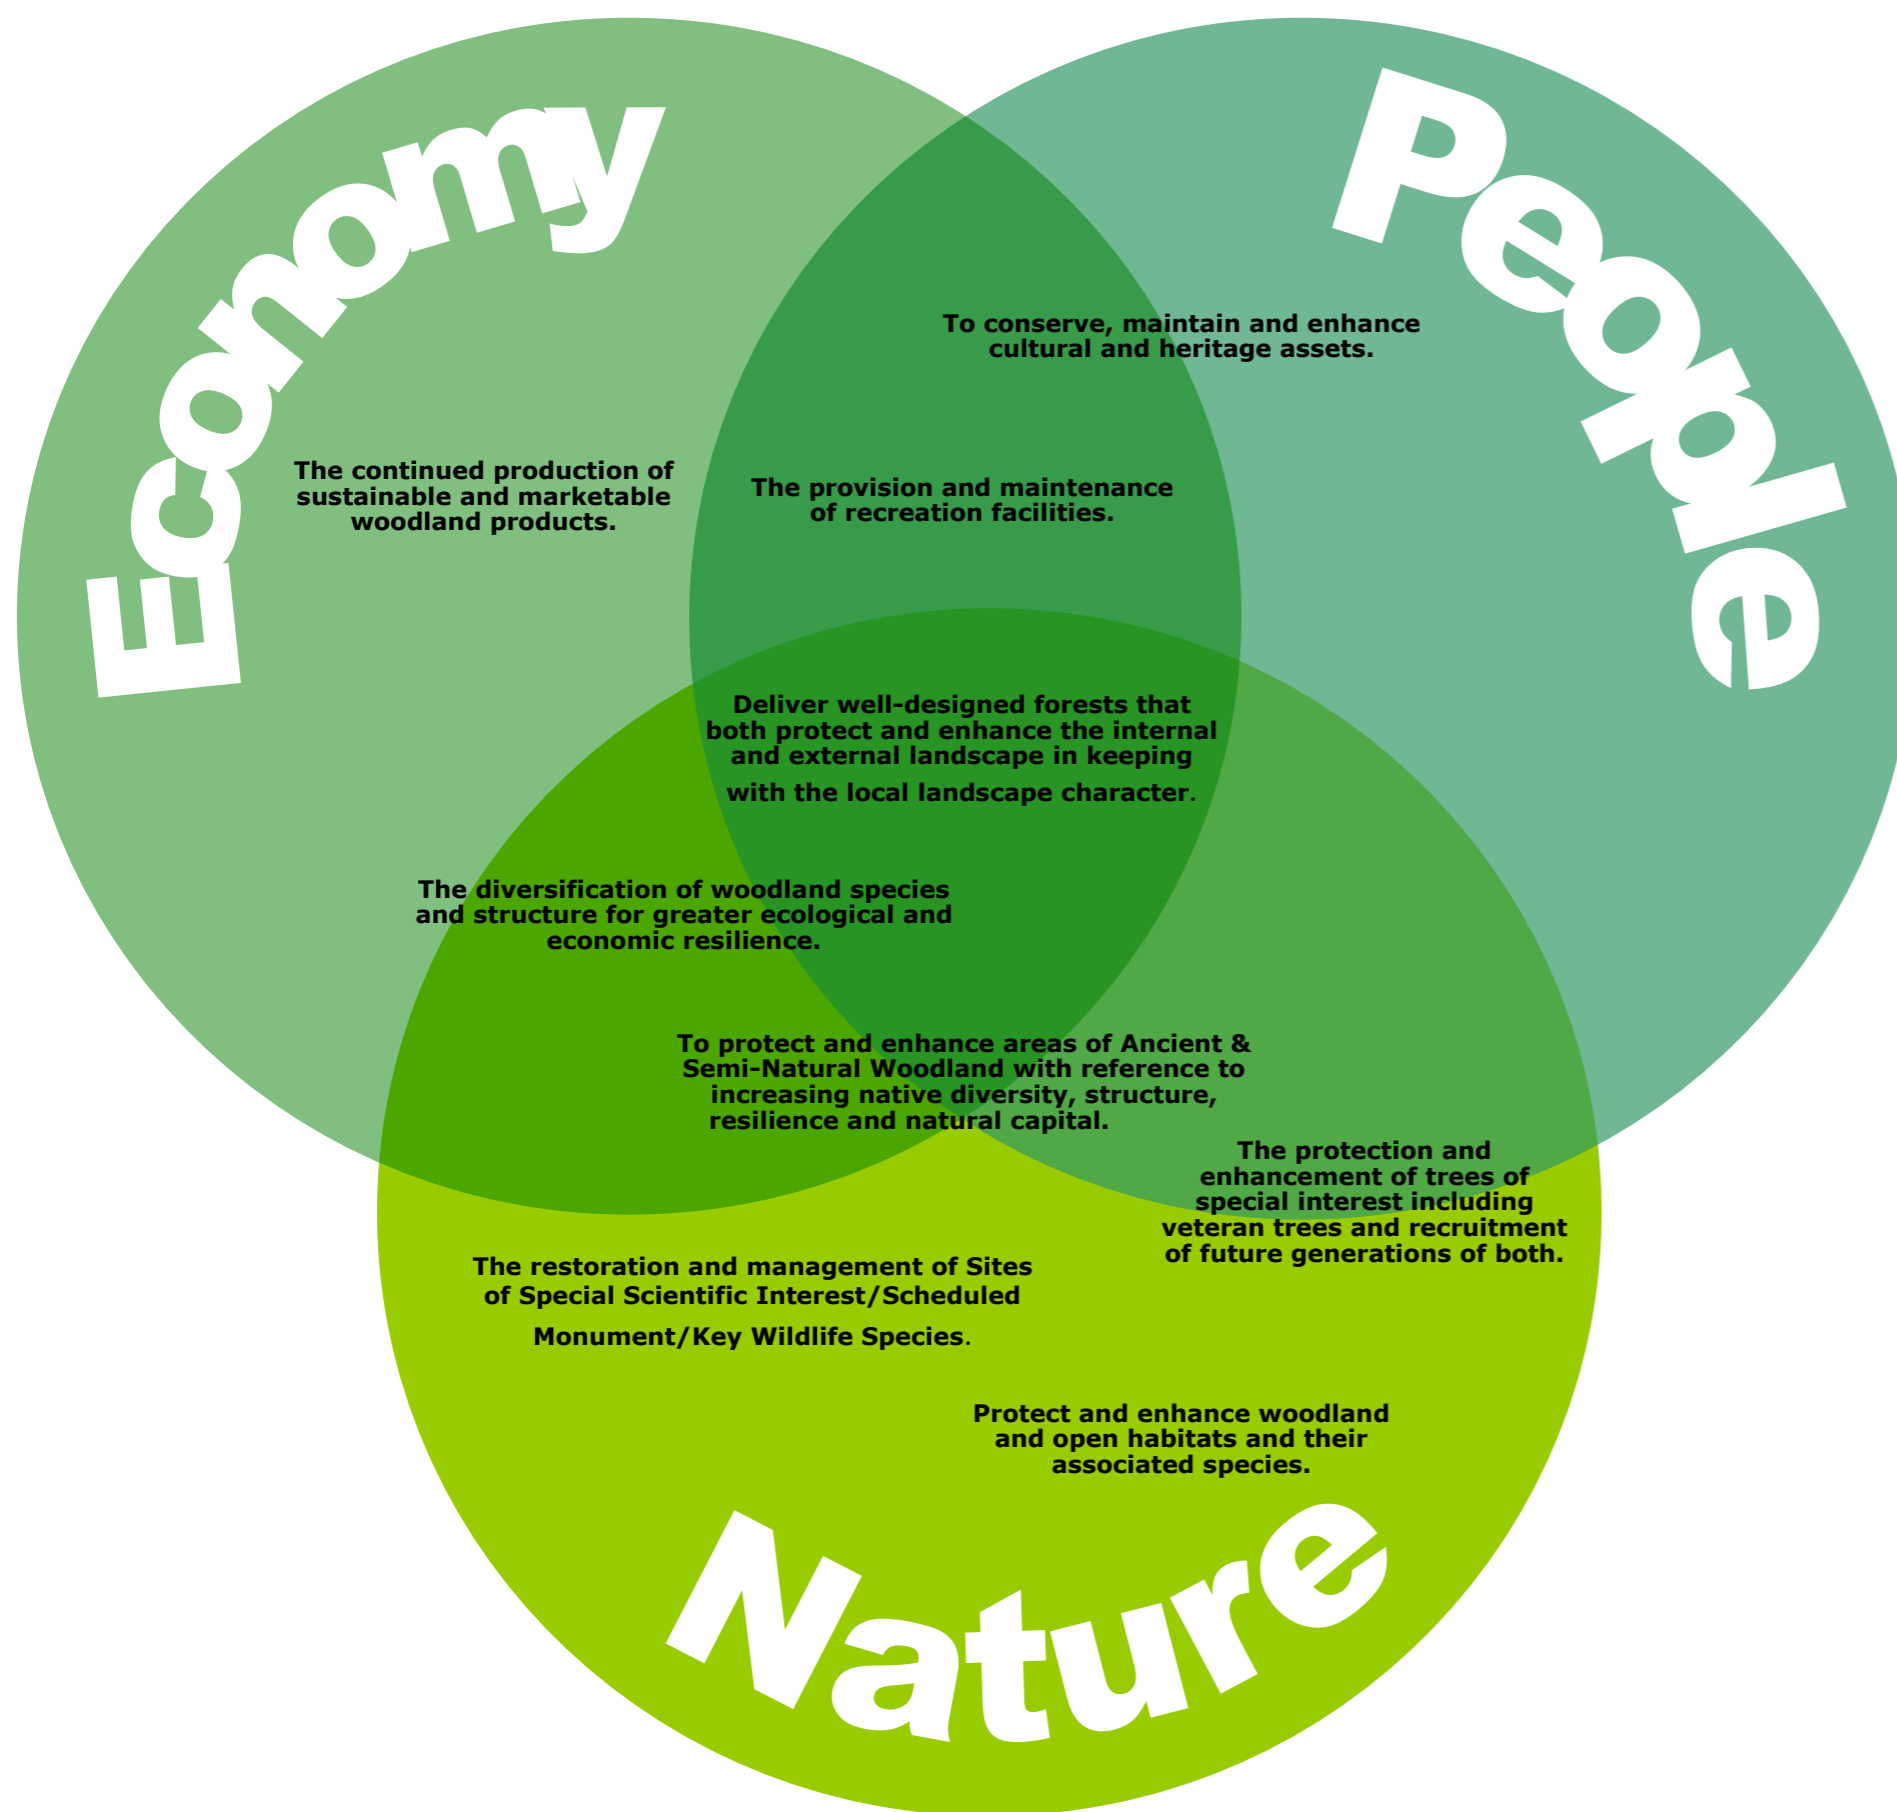 Economy
People
To conserve, maintain and enhance
cultural and heritage assets.
The continued production of
sustainable and marketable
woodland products.
The provision and maintenance
of recreation facilities.
Deliver well-designed forests that
both protect and enhance the internal
and external landscape in keeping
with the local landscape character.
The diversification of woodland species
and structure for greater ecological and
economic resilience.
To protect and enhance areas of Ancient &
Semi-Natural Woodland with reference to
increasing native diversity, structure,
resilience and natural capital.
The protection and
enhancement of trees of
special interest including
veteran trees and recruitment
of future generations of both.
The restoration and management of Sites
of Special Scientific Interest/Scheduled
Monument/Key Wildlife Species.
Protect and enhance woodland
and open habitats and their
associated species.
Nature